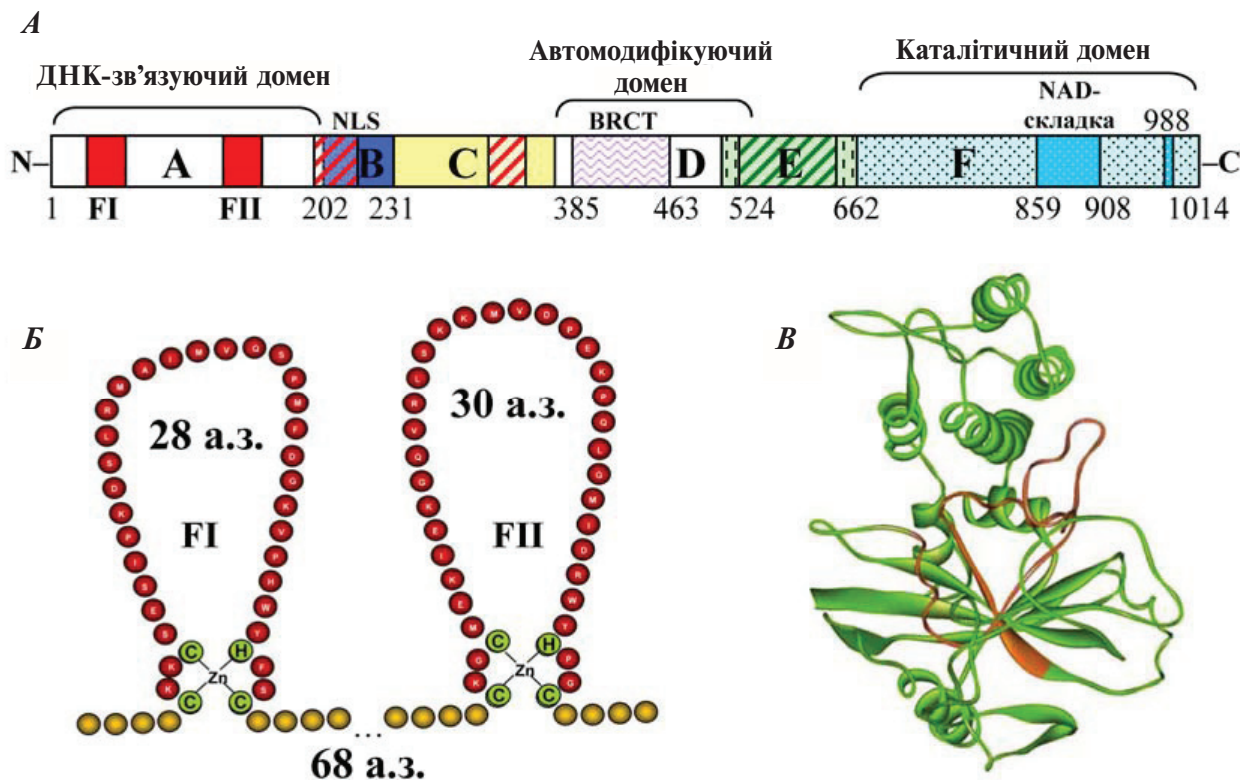 А
ДНК-зв’язуючий домен
Автомодифікуючий
домен
Каталітичний домен
NLS
BRCT
NAD-
складка
988
N–
A
B
C
D
E
F
–C
1
FI
FII
202
231
385
463
524
662
859
908
1014
Б
28 а.з.
FI
K K S E S I S P K D S L R M A I M V Q S P M F D G K V P H W Y F S
C H C C
Zn
30 а.з.
FII
K G M E K I E K G Q V R L S K K M V D P E K P Q L Q M I D R W Y P G
C H C C
Zn
...
68 а.з.
В